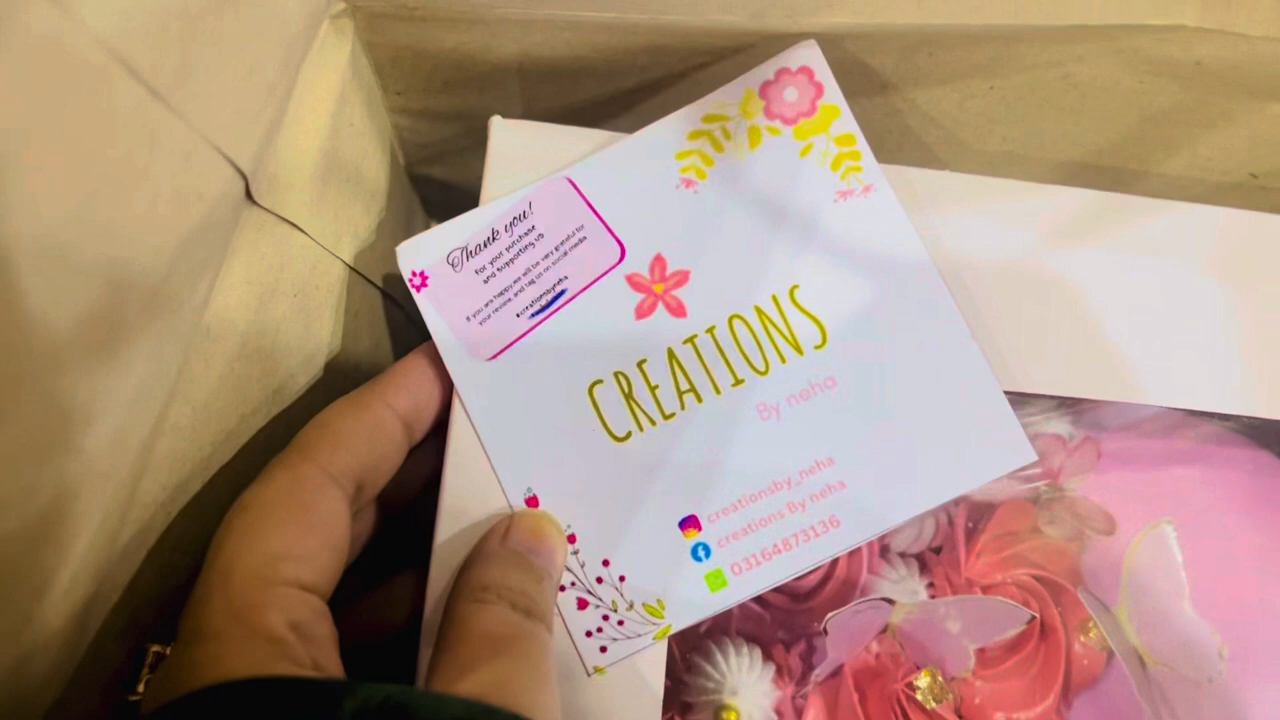 Thank you!
For your purchase
and supporting us
If you are happy,we will be very grateful for
your review, and tag us on social media
#creationsbyneha
CREATIONS
By neha
creationsby_neha
creations By neha
03164873136